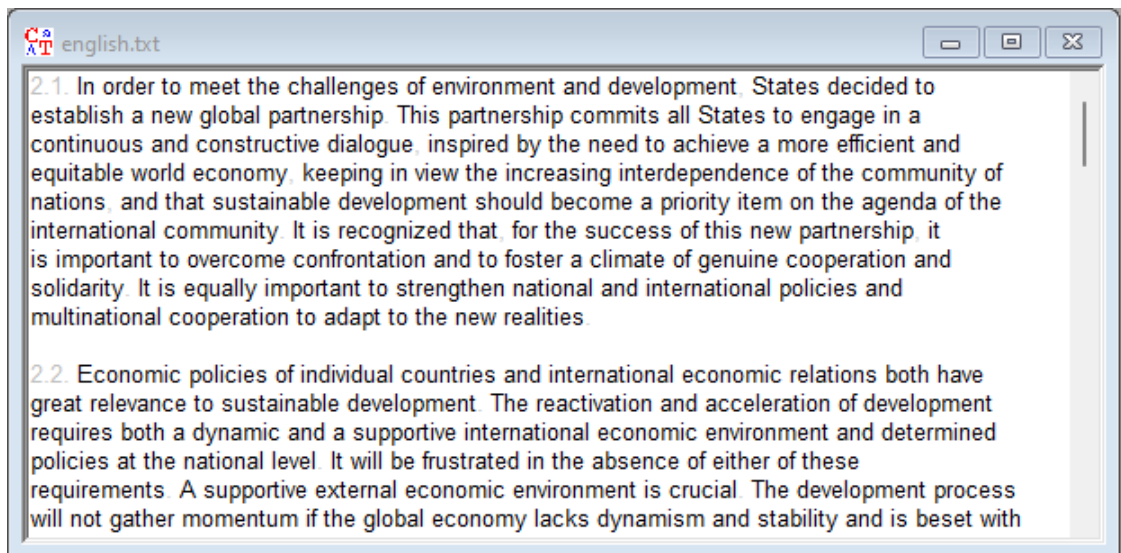 english.txt
2.1. In order to meet the challenges of environment and development, States decided to
establish a new global partnership. This partnership commits all States to engage in a
continuous and constructive dialogue, inspired by the need to achieve a more efficient and
equitable world economy, keeping in view the increasing interdependence of the community of
nations, and that sustainable development should become a priority item on the agenda of the
international community. It is recognized that, for the success of this new partnership, it
is important to overcome confrontation and to foster a climate of genuine cooperation and
solidarity. It is equally important to strengthen national and international policies and
multinational cooperation to adapt to the new realities.
2.2. Economic policies of individual countries and international economic relations both have
great relevance to sustainable development. The reactivation and acceleration of development
requires both a dynamic and a supportive international economic environment and determined
policies at the national level. It will be frustrated in the absence of either of these
requirements. A supportive external economic environment is crucial. The development process
will not gather momentum if the global economy lacks dynamism and stability and is beset with